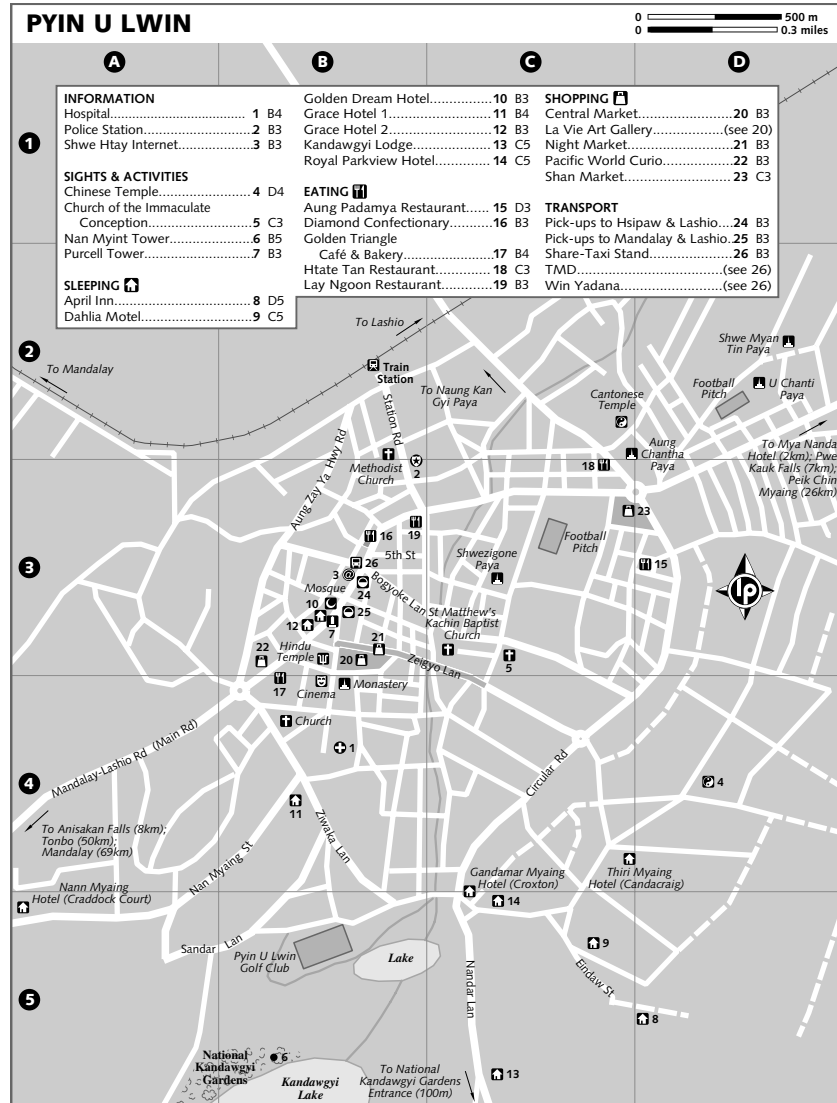 PYIN U LWIN
0 500 m
0 0.3 miles
A B C D
1
2
3
4
5
INFORMATION
Hospital............................. 1 B4
Police Station........................2 B3
Shwe Htay Internet................3 B3
SIGHTS & ACTIVITIES
Chinese Temple......................4 D4
Church of the Immaculate
Conception.......................5 C3
Nan Myint Tower...................6 B5
Purcell Tower........................7 B3
SLEEPING
April Inn..............................8 D5
Dahlia Motel........................9 C5
Golden Dream Hotel................10 B3
Grace Hotel 1........................11 B4
Grace Hotel 2........................12 B3
Kandawgyi Lodge...................13 C5
Royal Parkview Hotel..............14 C5
EATING
Aung Padamya Restaurant......15 D3
Diamond Confectionary..........16 B3
Golden Triangle
Café & Bakery..................17 B4
Htate Tan Restaurant.............18 C3
Lay Ngoon Restaurant............19 B3
SHOPPING
Central Market......................20 B3
La Vie Art Gallery..............(see 20)
Night Market........................21 B3
Pacific World Curio...............22 B3
Shan Market........................23 C3
TRANSPORT
Pick-ups to Hsipaw & Lashio...24 B3
Pick-ups to Mandalay & Lashio..25 B3
Share-Taxi Stand...................26 B3
TMD................................(see 26)
Win Yadana......................(see 26)
To Lashio
To Mandalay
Train
Station
Station Rd
To Naung Kan
Gyi Paya
Shwe Myan
Tin Paya
Football
Pitch
U Chanti
Paya
Cantonese
Temple
Aung
Chantha
Paya
To Mya Nanda
Hotel (2km); Pwe
Kauk Falls (7km);
Peik Chin
Myaing (26km)
Aung Zay Ya Hwy Rd
Methodist
Church
2
18
23
19
16
5th St
Football
Pitch
Shwezigone
Paya
15
lp
26
3
24
Bogyoke Lan
Mosque
10
25
12
7
St Matthew's
Kachin Baptist
Church
21
22
Hindu
Temple
20
Zeigyo Lan
5
17
Cinema
Monastery
Church
1
Mandalay-Lashio Rd (Main Rd)
Circular Rd
4
11
Ziwaka Lan
To Anisakan Falls (8km);
Tonbo (50km);
Mandalay (69km)
Nan Myaing St
Nann Myaing
Hotel (Craddock Court)
Gandamar Myaing
Hotel (Croxton)
Thiri Myaing
Hotel (Candacraig)
14
Sandar Lan
Pyin U Lwin
Golf Club
Lake
9
Nandar Lan
Eindaw St
8
National
Kandawgyi
Gardens
6
Kandawgyi
Lake
To National
Kandawgyi Gardens
Entrance (100m)
13